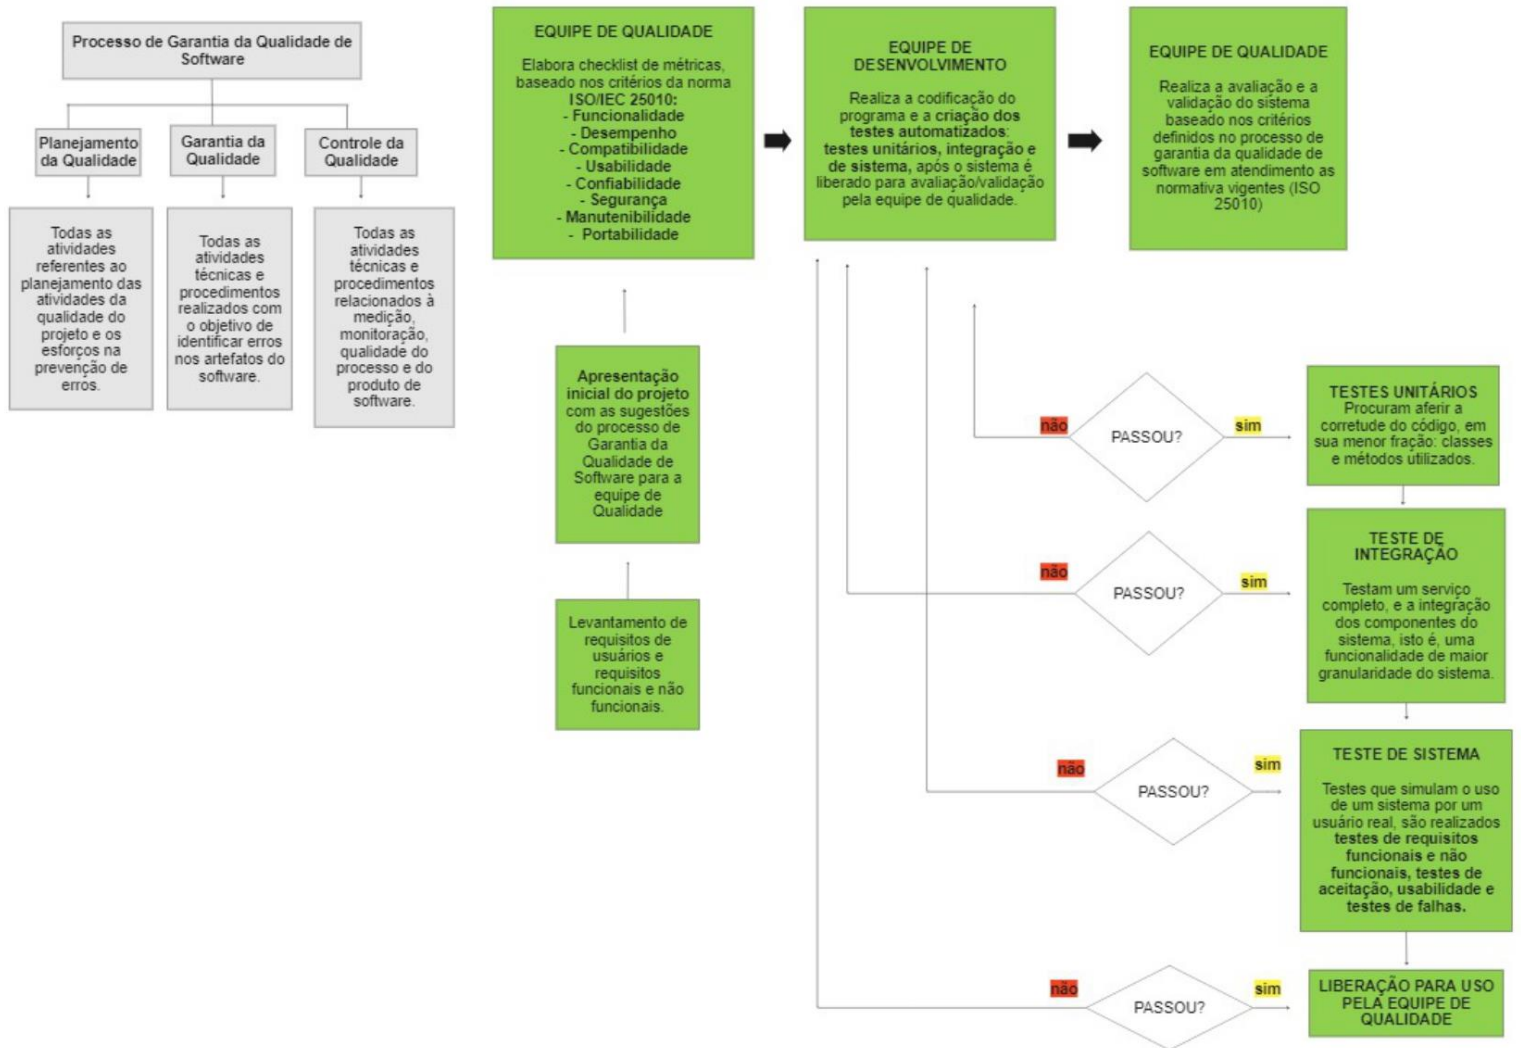 Processo de Garantia da Qualidade de
Software
Planejamento
da Qualidade
Garantia da
Qualidade
Controle da
Qualidade
Todas as
atividades
referentes ao
planejamento das
atividades da
qualidade do
projeto e os
esforços na
prevenção de
erros.
Todas as
atividades
técnicas e
procedimentos
realizados com
o objetivo de
identificar erros
nos artefatos do
software.
Todas as
atividades
técnicas e
procedimentos
relacionados à
medição,
monitoração,
qualidade do
processo e do
produto de
software.
EQUIPE DE QUALIDADE
Elabora checklist de métricas,
baseado nos critérios da norma
ISO/IEC 25010:
- Funcionalidade
- Desempenho
- Compatibilidade
- Usabilidade
- Confiabilidade
- Segurança
- Manutenibilidade
- Portabilidade
Apresentação
inicial do projeto
com as sugestões
do processo de
Garantia da
Qualidade de
Software para a
equipe de
Qualidade
Levantamento de
requisitos de
usuários e
requisitos
funcionais e não
funcionais.
EQUIPE DE
DESENVOLVIMENTO
Realiza a codificação do
programa e a criação dos
testes automatizados:
testes unitários, integração e
de sistema, após o sistema é
liberado para avaliação/validação
pela equipe de qualidade.
EQUIPE DE QUALIDADE
Realiza a avaliação e a
validação do sistema
baseado nos critérios
definidos no processo de
garantia da qualidade de
software em atendimento as
normativa vigentes (ISO
25010)
não
PASSOU?
sim
TESTES UNITÁRIOS
Procuram aferir a
corretude do código, em
sua menor fração: classes
e métodos utilizados.
não
PASSOU?
sim
TESTE DE
INTEGRAÇÃO
Testam um serviço
completo, e a integração
dos componentes do
sistema, isto é, uma
funcionalidade de maior
granularidade do sistema.
não
PASSOU?
sim
TESTE DE SISTEMA
Testes que simulam o uso
de um sistema por um
usuário real, são realizados
testes de requisitos
funcionais e não
funcionais, testes de
aceitação, usabilidade e
testes de falhas.
não
PASSOU?
sim
LIBERAÇÃO PARA USO
PELA EQUIPE DE
QUALIDADE